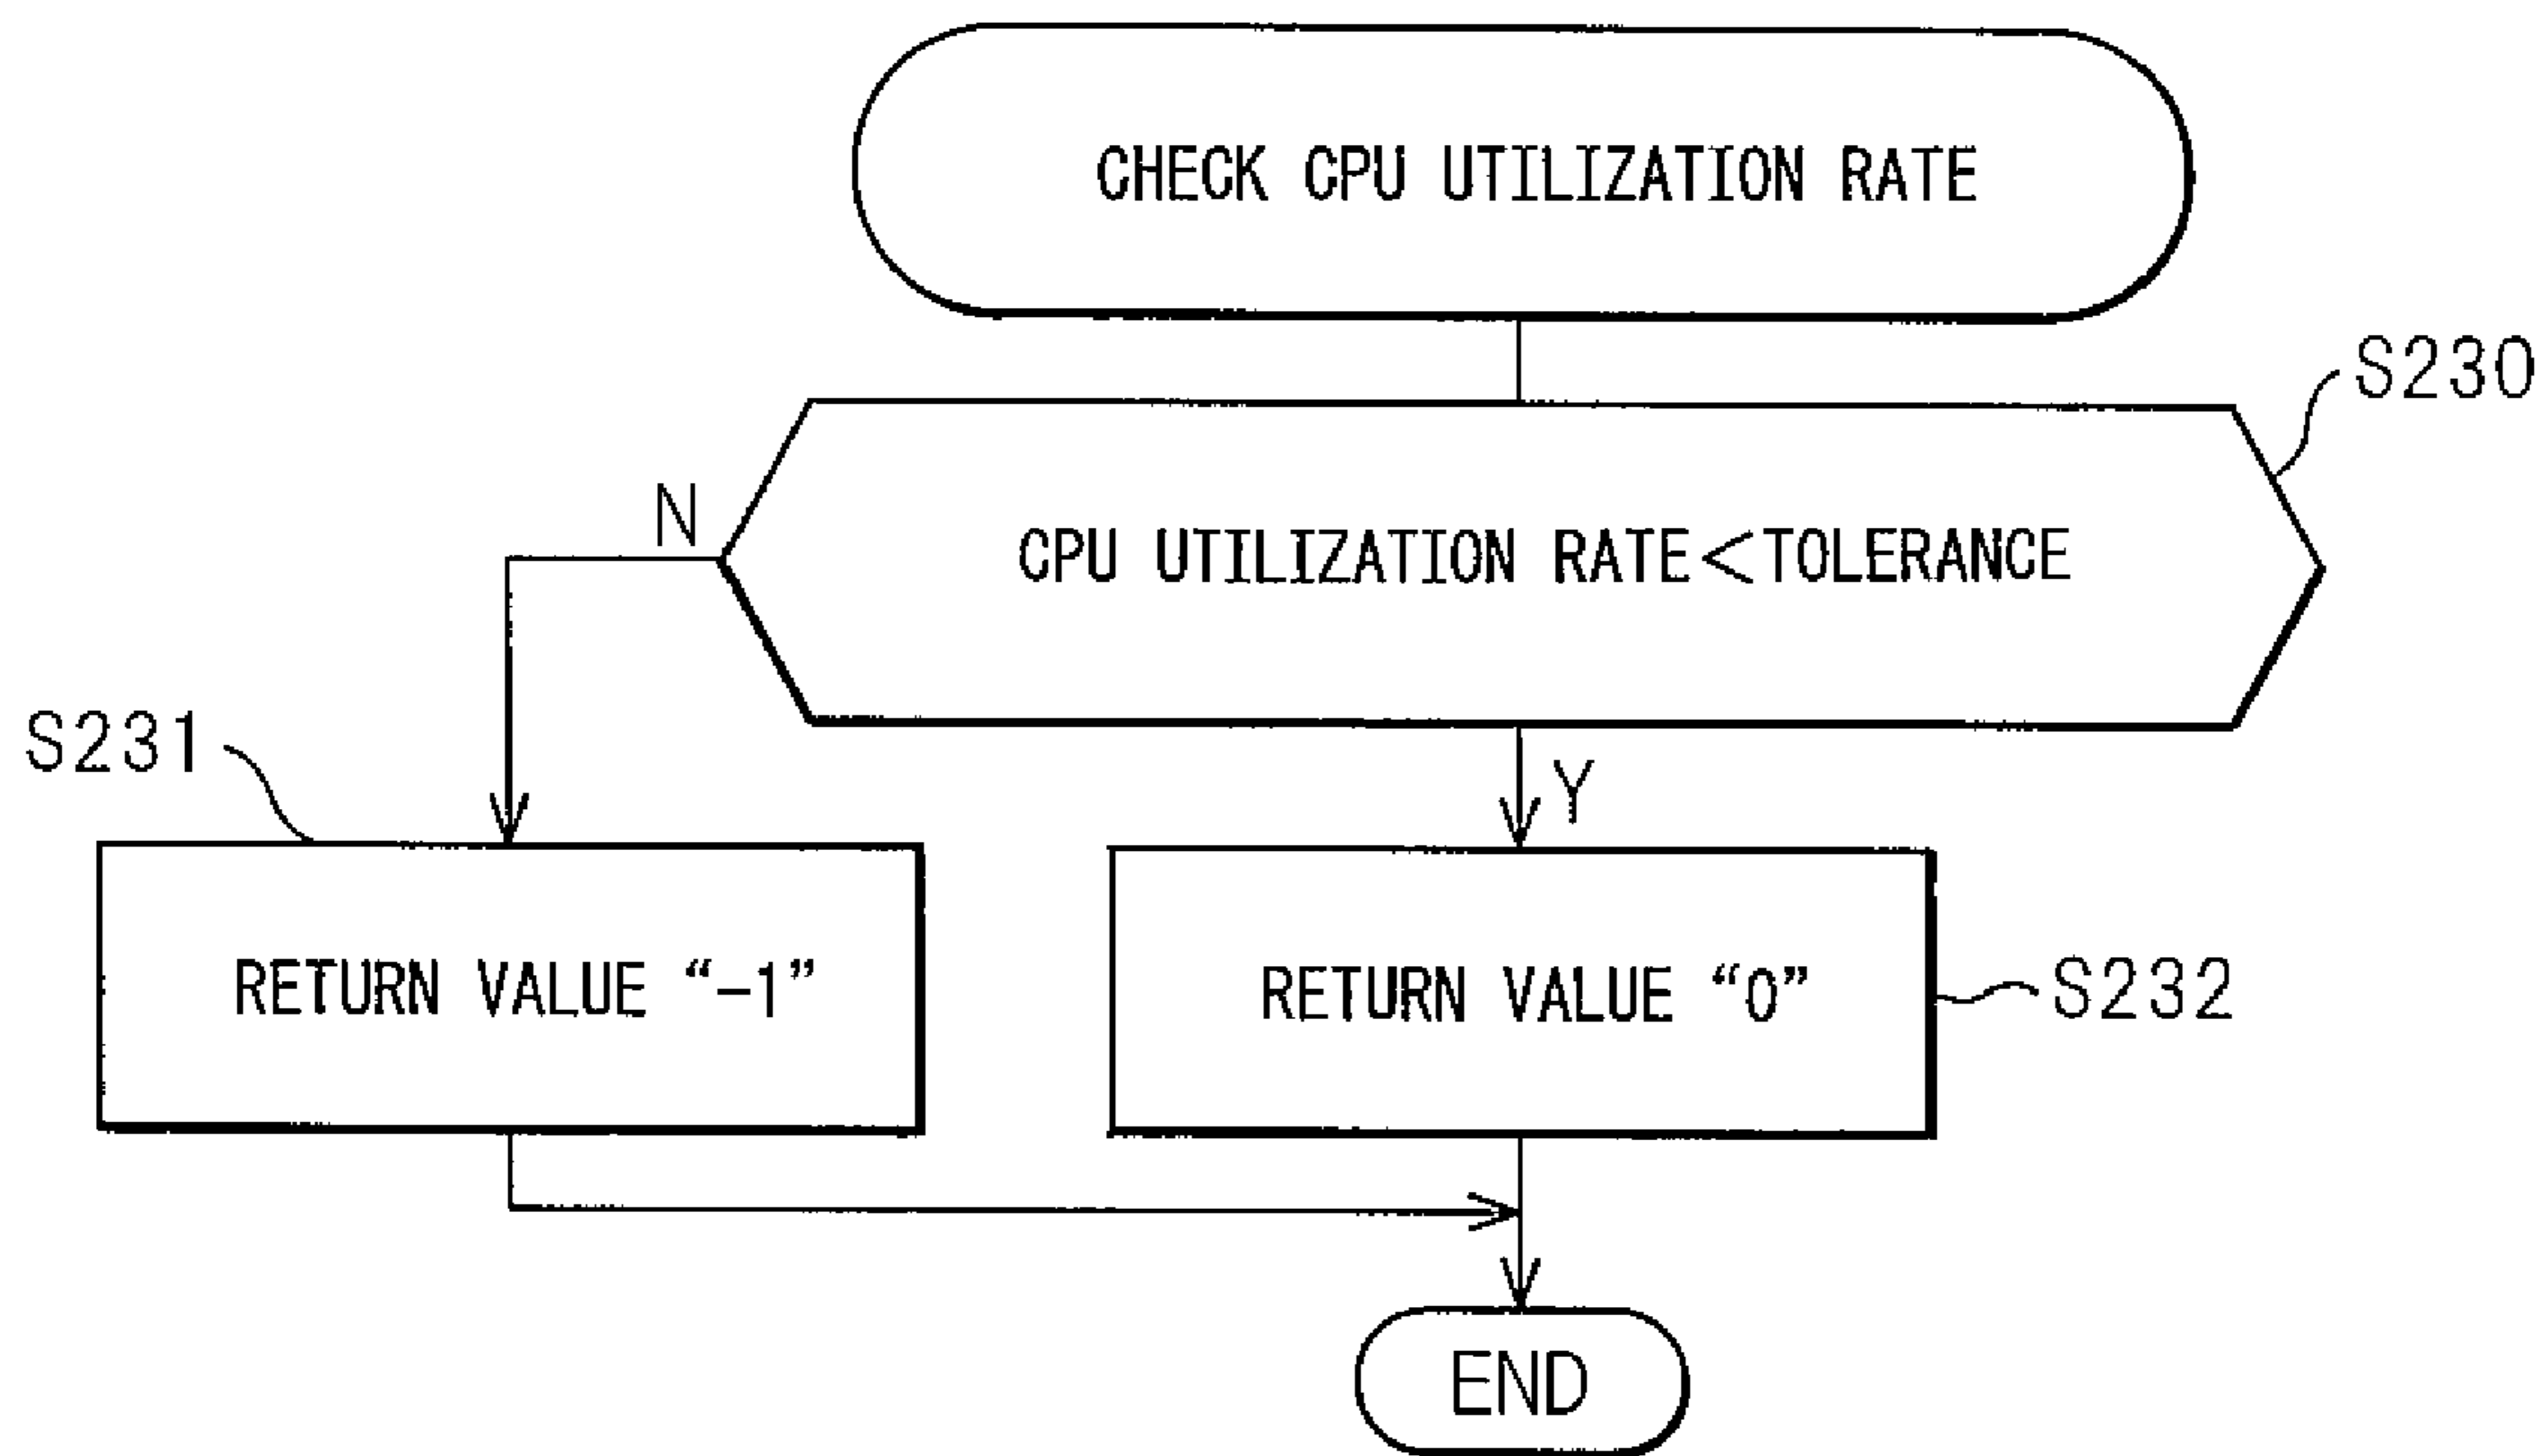 CHECK CPU UTILIZATION RATE
S230
N
CPU UTILIZATION RATE<TOLERANCE
S231
Y
RETURN VALUE “-1”
RETURN VALUE “0”
S232
END